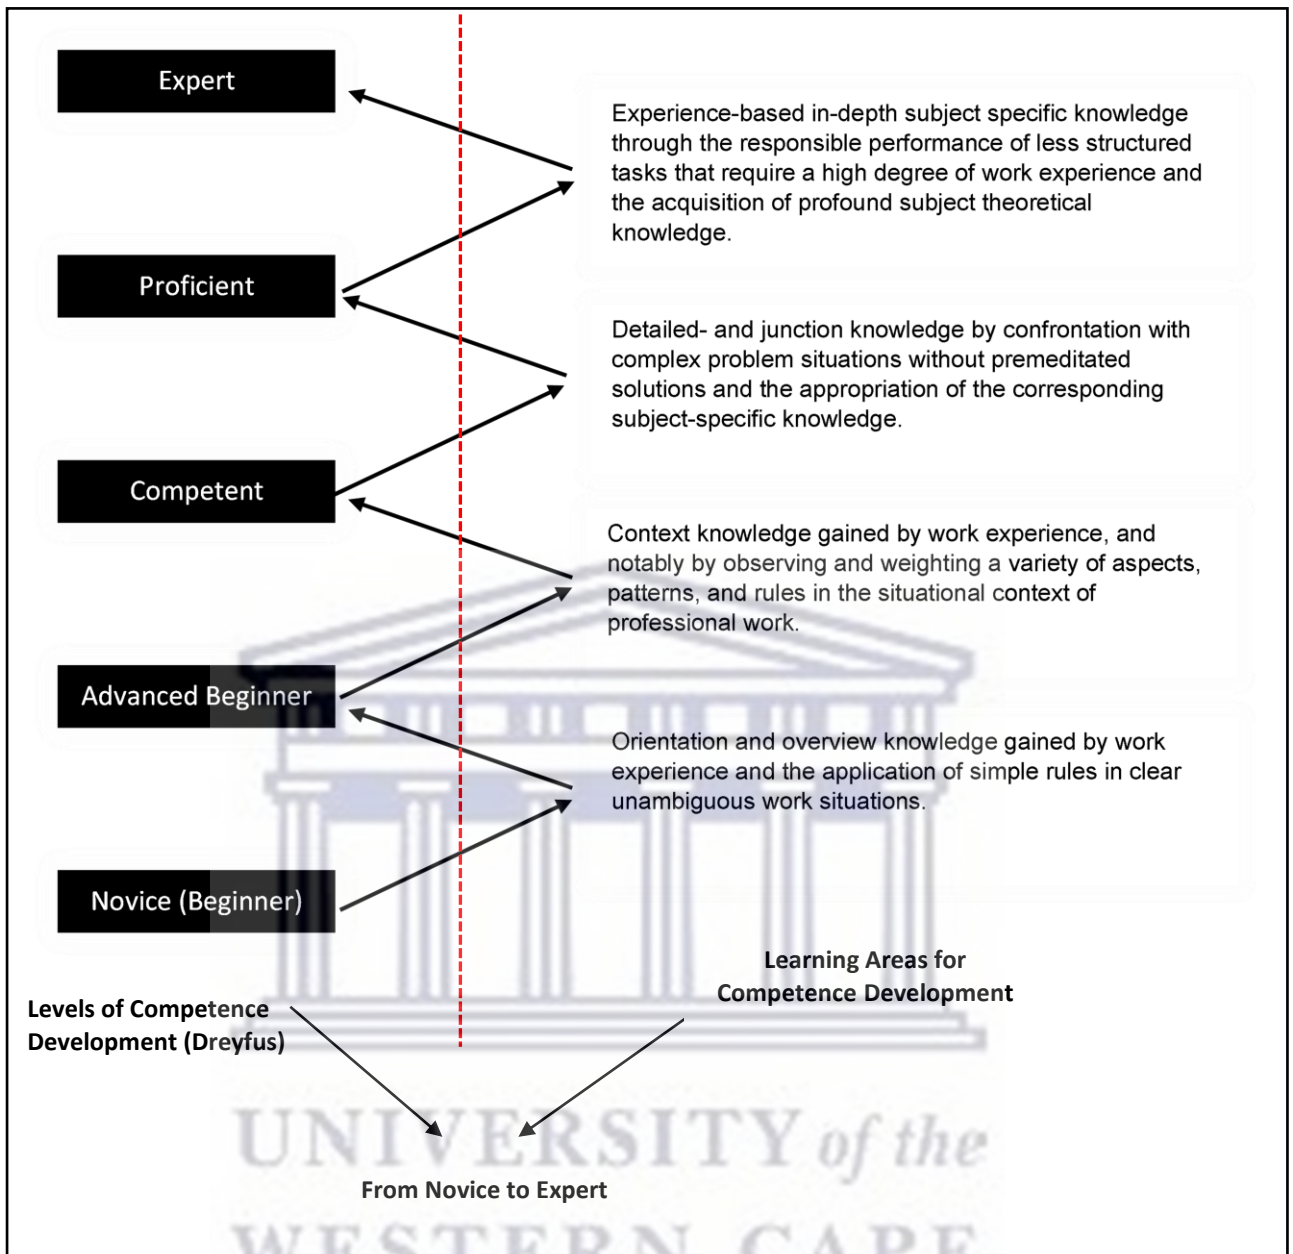 Expert
Experience-based in-depth subject specific knowledge
through the responsible performance of less structured
tasks that require a high degree of work experience and
the acquisition of profound subject theoretical
knowledge.
Proficient
Detailed- and junction knowledge by confrontation with
complex problem situations without premeditated
solutions and the appropriation of the corresponding
subject-specific knowledge.
Competent
Context knowledge gained by work experience, and
notably by observing and weighting a variety of aspects,
patterns, and rules in the situational context of
professional work.
Advanced Beginner
Orientation and overview knowledge gained by work
experience and the application of simple rules in clear
unambiguous work situations.
Novice (Beginner)
Learning Areas for
Competence Development
Levels of Competence
Development (Dreyfus)
UNIVERSITY of the
From Novice to Expert
WESTERN CAPE